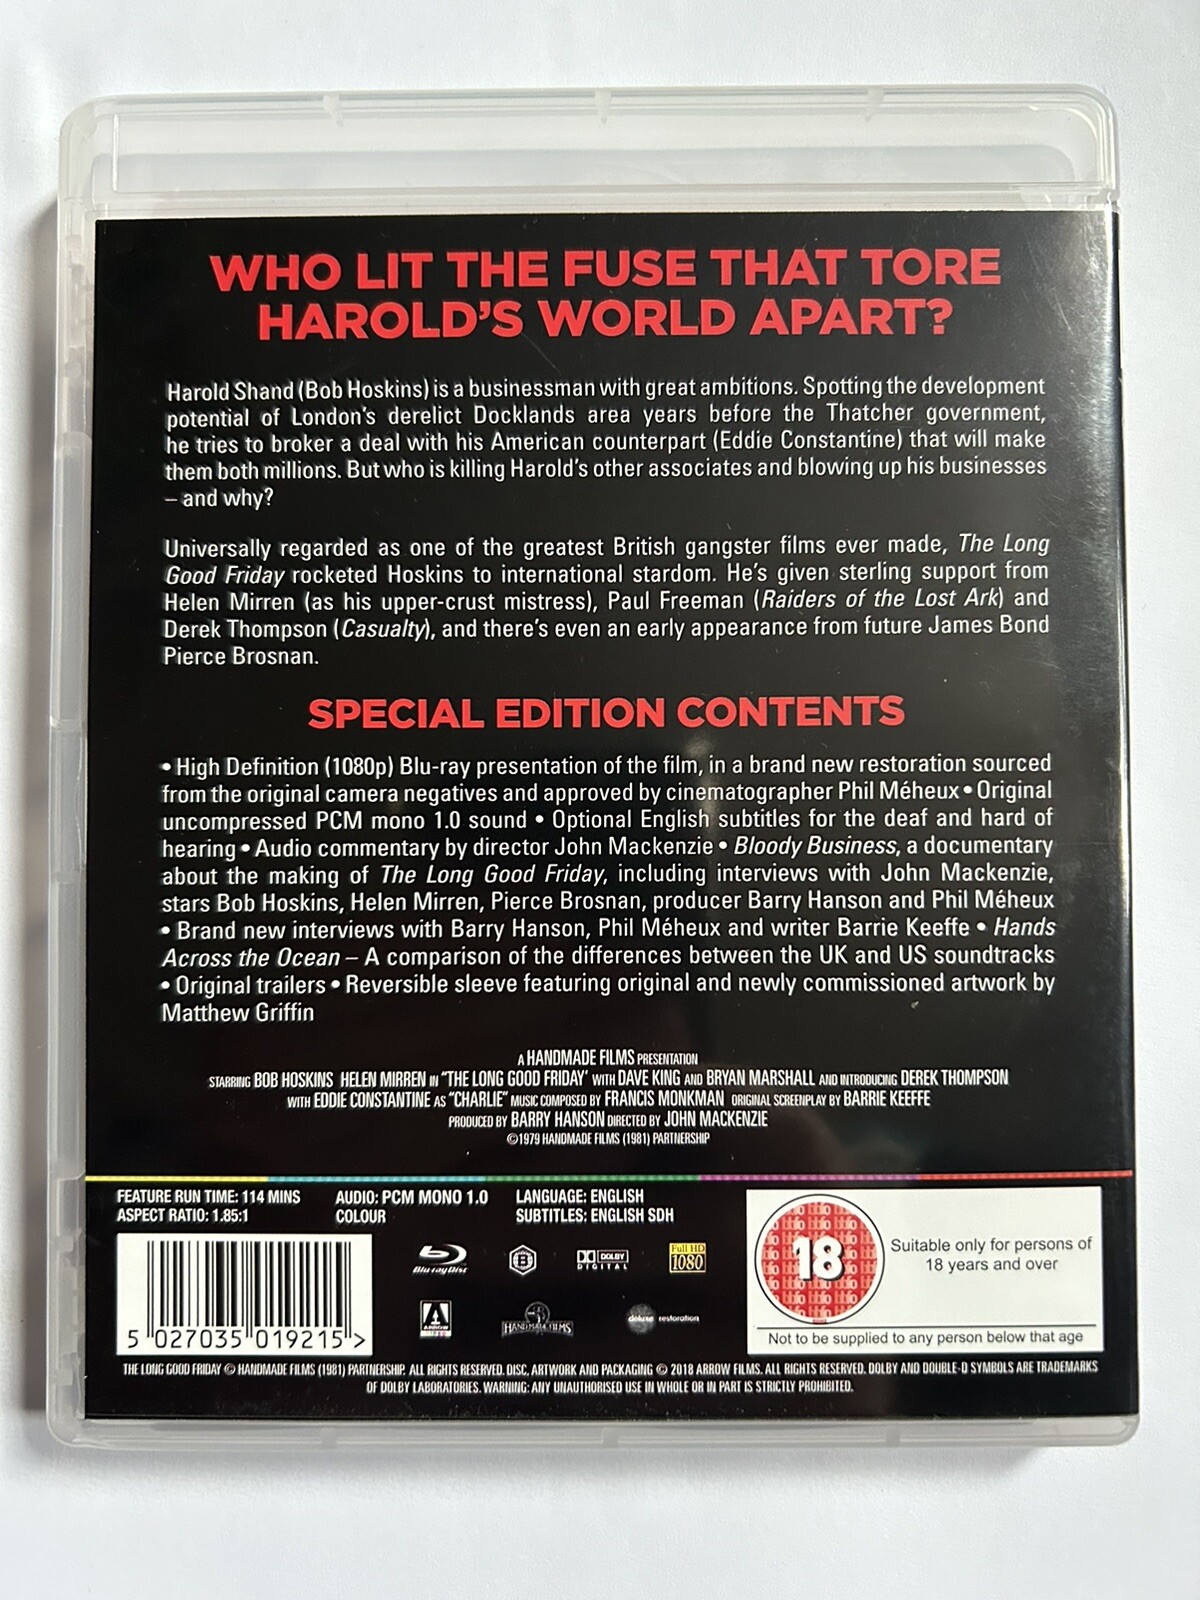 WHO LIT THE FUSE THAT TORE
HAROLD'S WORLD APART?
Harold Shand (Bob Hoskins) is a businessman with great ambitions. Spotting the development
potential of London's derelict Docklands area years before the Thatcher government,
he tries to broker a deal with his American counterpart (Eddie Constantine) that will make
them both millions. But who is killing Harold's other associates and blowing up his businesses
– and why?
Universally regarded as one of the greatest British gangster films ever made, The Long
Good Friday rocketed Hoskins to international stardom. He's given sterling support from
Helen Mirren (as his upper-crust mistress), Paul Freeman (Raiders of the Lost Ark) and
Derek Thompson (Casualty), and there's even an early appearance from future James Bond
Pierce Brosnan.
SPECIAL EDITION CONTENTS
• High Definition (1080p) Blu-ray presentation of the film, in a brand new restoration sourced
from the original camera negatives and approved by cinematographer Phil Méheux • Original
uncompressed PCM mono 1.0 sound • Optional English subtitles for the deaf and hard of
hearing • Audio commentary by director John Mackenzie • Bloody Business, a documentary
about the making of The Long Good Friday, including interviews with John Mackenzie,
stars Bob Hoskins, Helen Mirren, Pierce Brosnan, producer Barry Hanson and Phil Méheux
• Brand new interviews with Barry Hanson, Phil Méheux and writer Barrie Keeffe • Hands
Across the Ocean – A comparison of the differences between the UK and US soundtracks
• Original trailers • Reversible sleeve featuring original and newly commissioned artwork by
Matthew Griffin
A HANDMADE FILMS PRESENTATION
STARRING BOB HOSKINS HELEN MIRREN IN "THE LONG GOOD FRIDAY' WITH DAVE KING AND BRYAN MARSHALL AND INTRODUCING DEREK THOMPSON
WITH EDDIE CONSTANTINE AS "CHARLIE" MUSIC COMPOSED BY FRANCIS MONKMAN ORIGINAL SCREENPLAY BY BARRIE KEEFFE
PRODUCED BY BARRY HANSON DIRECTED BY JOHN MACKENZIE
©1979 HANDMADE FILMS (1981) PARTNERSHIP
FEATURE RUN TIME: 114 MINS
ASPECT RATIO: 1.85:1
AUDIO: PCM MONO 1.0
COLOUR
LANGUAGE: ENGLISH
SUBTITLES: ENGLISH SDH
Blu-ray Disc
B
DOLBY
DIGITAL
Full HD
1080
ARROW
HANDMADE FILMS
deluxe restoration
5 027035 019215 >
18
Suitable only for persons of
18 years and over
Not to be supplied to any person below that age
THE LONG GOOD FRIDAY © HANDMADE FILMS (1981) PARTNERSHIP. ALL RIGHTS RESERVED. DISC, ARTWORK AND PACKAGING © 2018 ARROW FILMS. ALL RIGHTS RESERVED. DOLBY AND DOUBLE-D SYMBOLS ARE TRADEMARKS
OF DOLBY LABORATORIES. WARNING: ANY UNAUTHORISED USE IN WHOLE OR IN PART IS STRICTLY PROHIBITED.